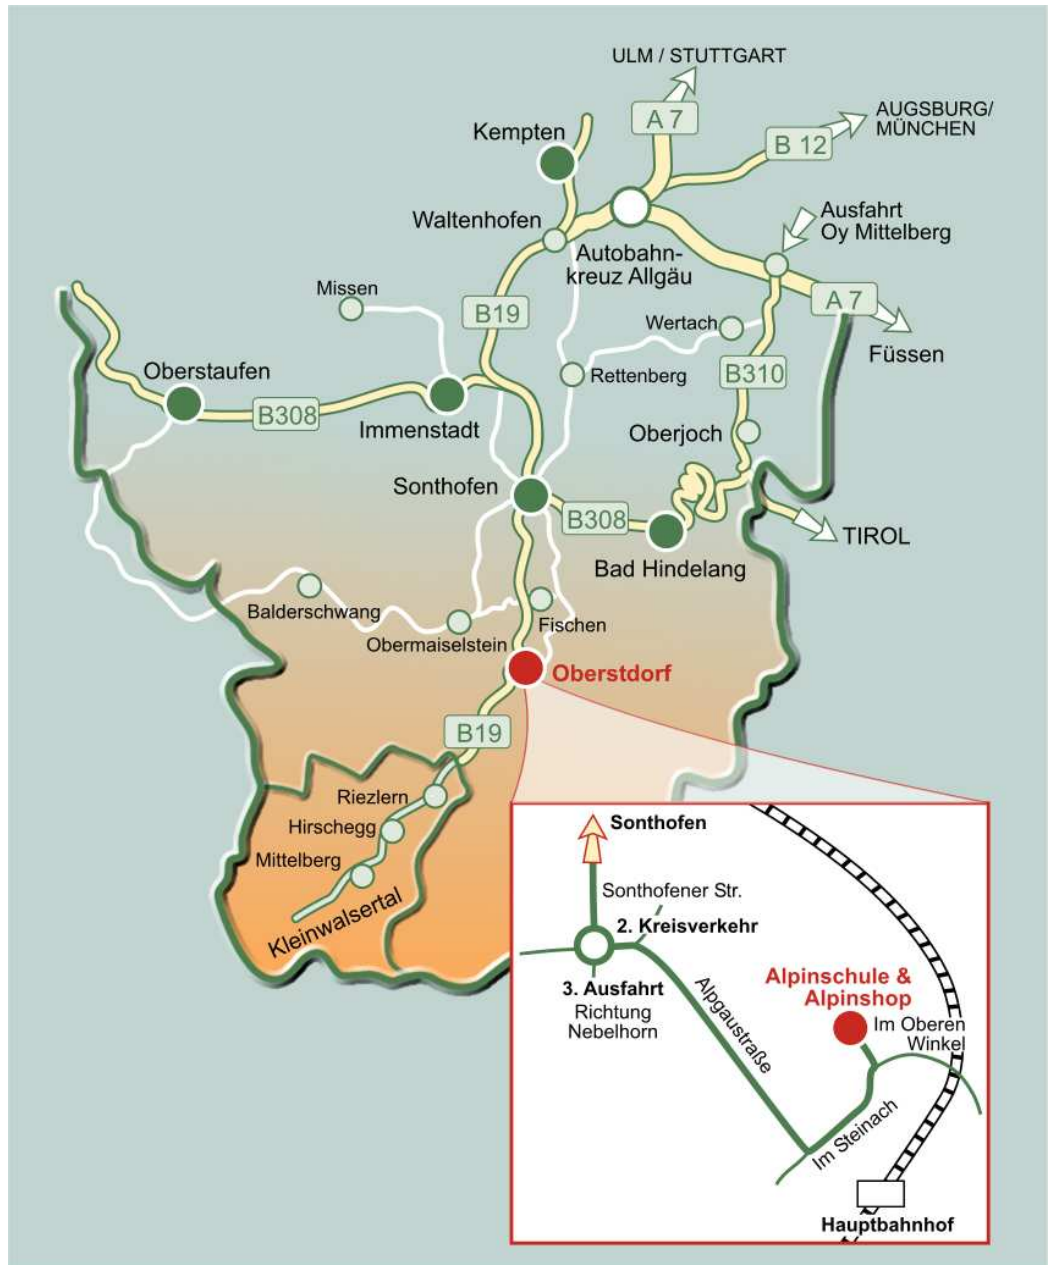 ULM / STUTTGART
A 7
AUGSBURG/
MÜNCHEN
B 12
Kempten
Waltenhofen
Ausfahrt
Oy Mittelberg
Autobahn-
kreuz Allgäu
Missen
B19
A 7
Wertach
Füssen
Oberstaufen
Rettenberg
B310
B308
Immenstadt
Oberjoch
Sonthofen
B308
TIROL
Bad Hindelang
Balderschwang
Fischen
Obermaiselstein
Oberstdorf
B19
Riezlern
Hirschegg
Mittelberg
Kleinwalsertal
Sonthofen
Sonthofener Str.
2. Kreisverkehr
3. Ausfahrt
Richtung
Nebelhorn
Alpgaustraße
Alpinschule &
Alpinshop
Im Oberen
Winkel
Im Steinach
Hauptbahnhof